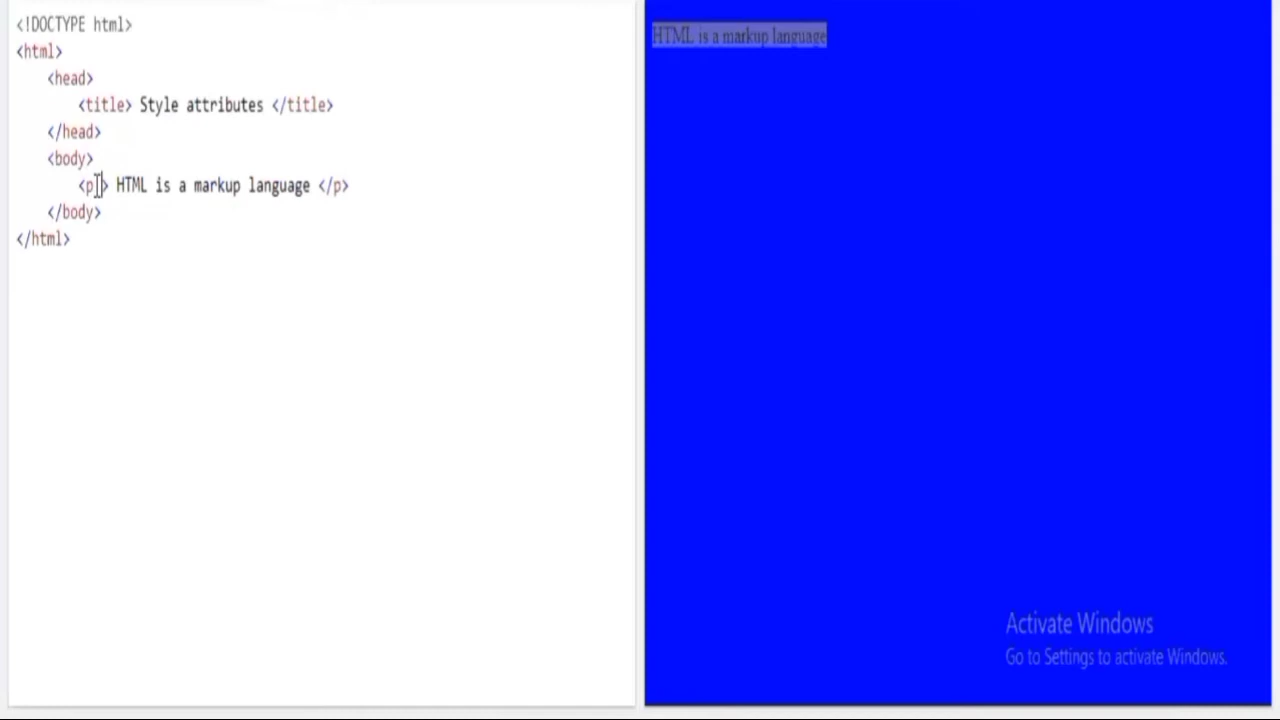 <!DOCTYPE html>
<html>
<head>
<title> Style attributes </title>
</head>
<body>
<p > HTML is a markup language </p>
</body>
</html>
HTML is a markup language
Activate Windows
Go to Settings to activate Windows.